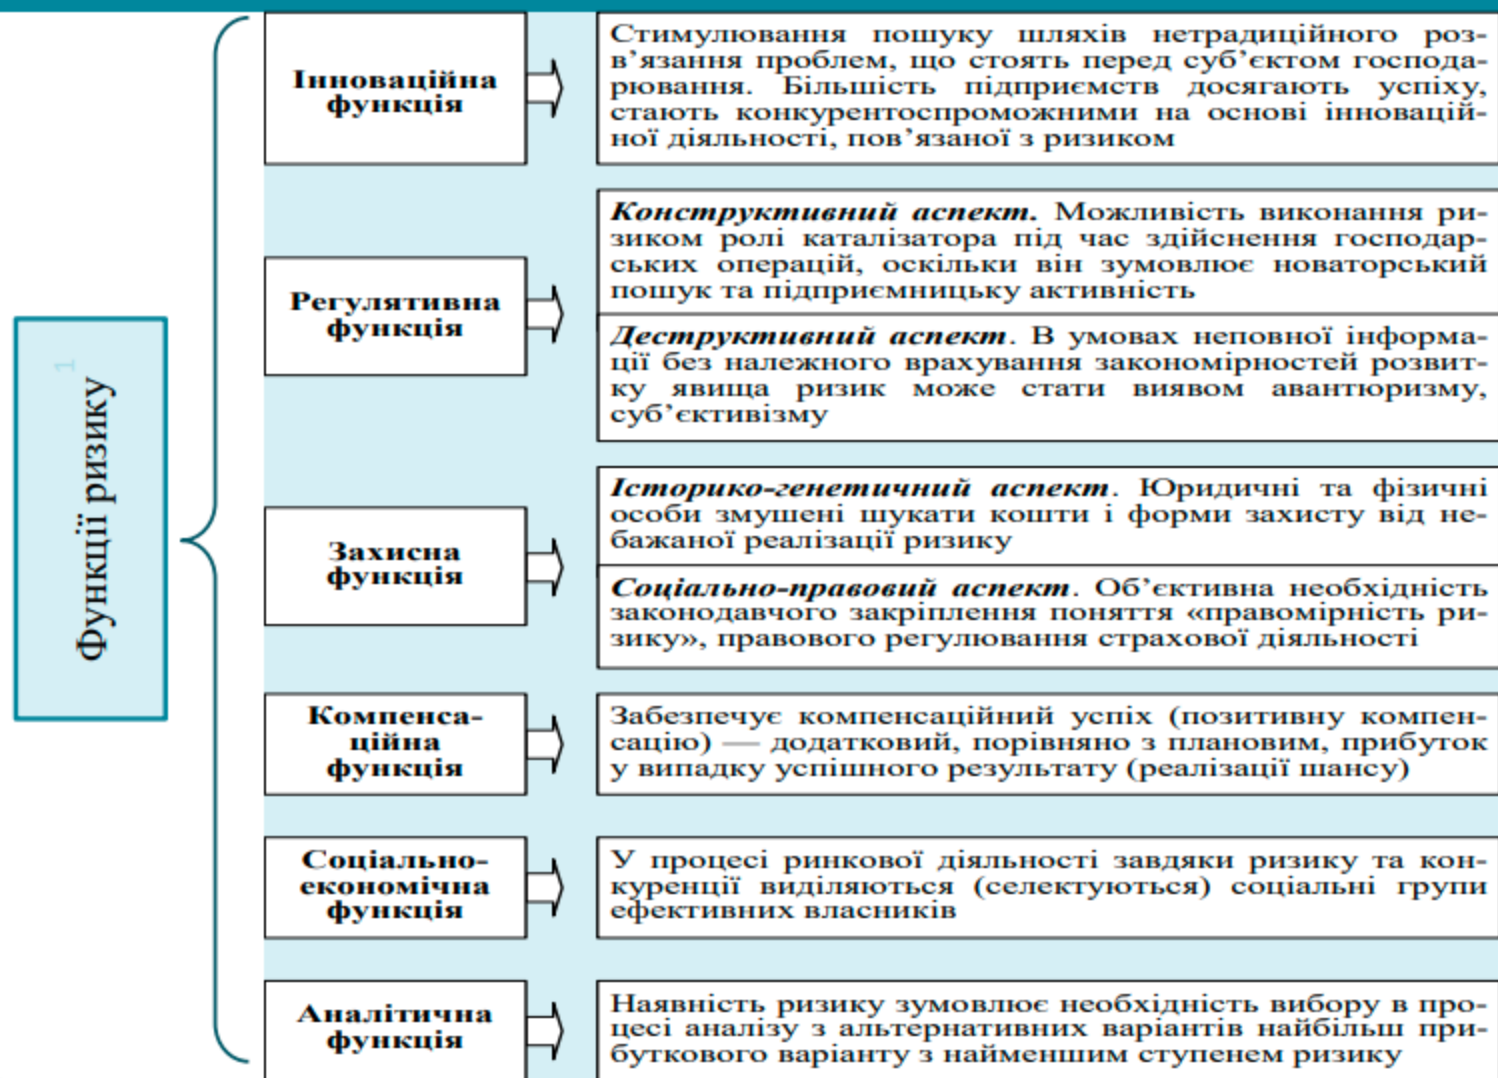 Функції ризику
1
Інноваційна
функція
Стимулювання пошуку шляхів нетрадиційного роз-
в’язання проблем, що стоять перед суб’єктом господа-
рювання. Більшість підприємств досягають успіху,
стають конкурентоспроможними на основі інновацій-
ної діяльності, пов’язаної з ризиком
Регулятивна
функція
Конструктивний аспект. Можливість виконання ри-
зиком ролі каталізатора під час здійснення господар-
ських операцій, оскільки він зумовлює новаторський
пошук та підприємницьку активність
Деструктивний аспект. В умовах неповної інформа-
ції без належного врахування закономірностей розвит-
ку явища ризик може стати виявом авантюризму,
суб’єктивізму
Захисна
функція
Історико-генетичний аспект. Юридичні та фізичні
особи змушені шукати кошти і форми захисту від не-
бажаної реалізації ризику
Соціально-правовий аспект. Об’єктивна необхідність
законодавчого закріплення поняття «правомірність ри-
зику», правового регулювання страхової діяльності
Компенса-
ційна
функція
Забезпечує компенсаційний успіх (позитивну компен-
сацію) — додатковий, порівняно з плановим, прибуток
у випадку успішного результату (реалізації шансу)
Соціально-
економічна
функція
У процесі ринкової діяльності завдяки ризику та кон-
куренції виділяються (селектуються) соціальні групи
ефективних власників
Аналітична
функція
Наявність ризику зумовлює необхідність вибору в про-
цесі аналізу з альтернативних варіантів найбільш при-
буткового варіанту з найменшим ступенем ризику